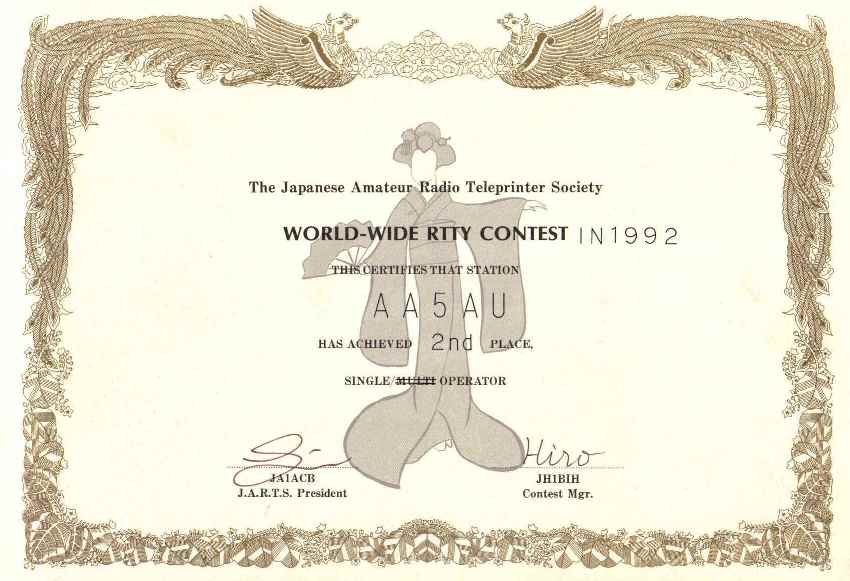 The Japanese Amateur Radio Teleprinter Society
WORLD-WIDE RTTY CONTEST IN1992
THIS CERTIFIES THAT STATION
AA5AU
HAS ACHIEVED 2nd PLACE,
SINGLE/MULTI OPERATOR
Hiro
JA1ACB JH1BIH
J.A.R.T.S. President Contest Mgr.